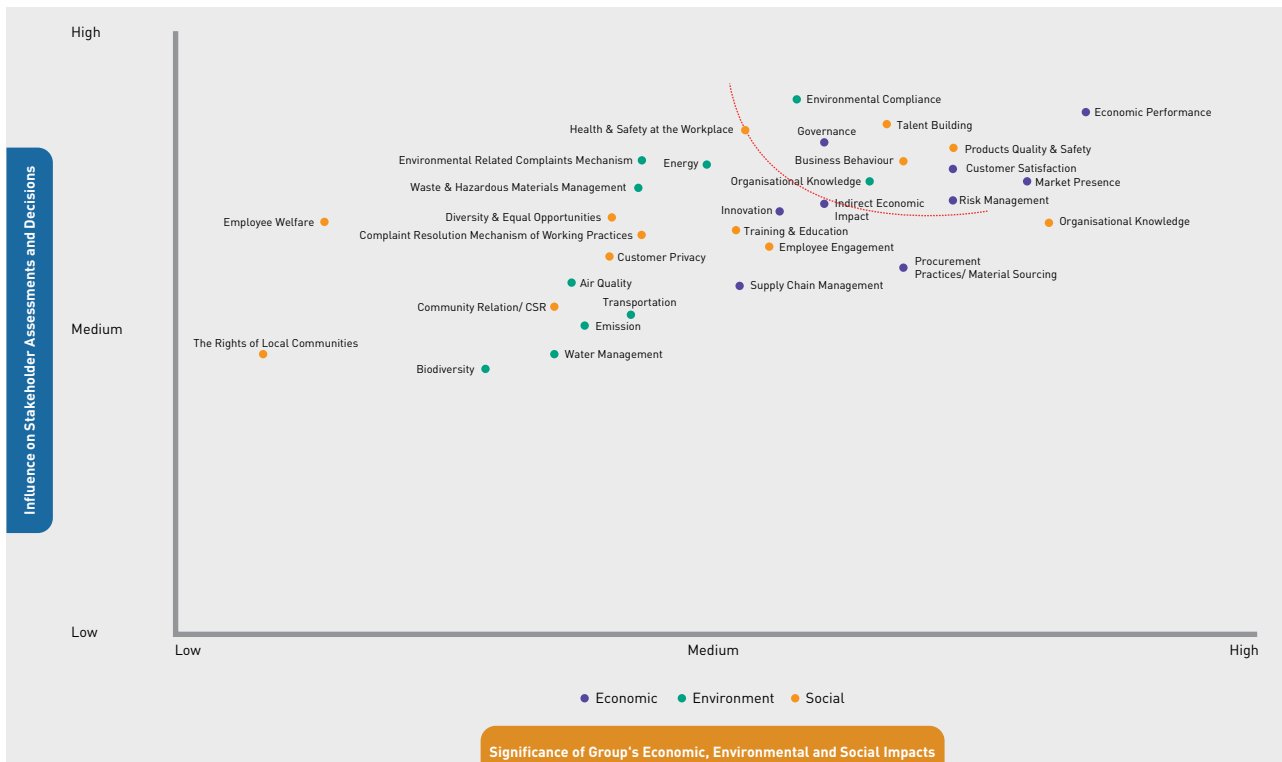 High
Environmental Compliance
Economic Performance
Talent Building
Health & Safety at the Workplace
Governance
Products Quality & Safety
Environmental Related Complaints Mechanism
Energy
Business Behaviour
Customer Satisfaction
Organisational Knowledge
Market Presence
Waste & Hazardous Materials Management
Innovation
Indirect Economic
Impact
Risk Management
Employee Welfare
Diversity & Equal Opportunities
Organisational Knowledge
Complaint Resolution Mechanism of Working Practices
Training & Education
Employee Engagement
Customer Privacy
Procurement
Practices/ Material Sourcing
Air Quality
Supply Chain Management
Community Relation/ CSR
Transportation
Emission
Medium
The Rights of Local Communities
Water Management
Biodiversity
Influence on Stakeholder Assessments and Decisions
Low
Low
Medium
High
Economic
Environment
Social
Significance of Group's Economic, Environmental and Social Impacts